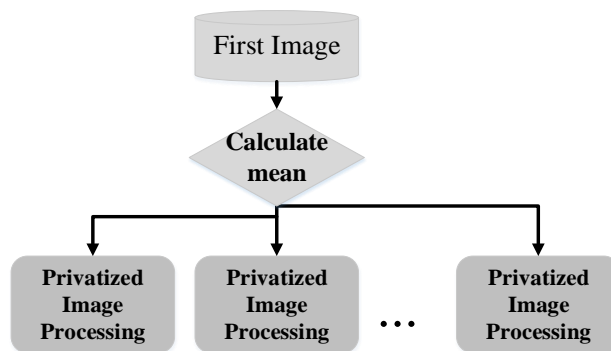 First Image
Calculate
mean
Privatized
Image
Processing
Privatized
Image
Processing
...
Privatized
Image
Processing